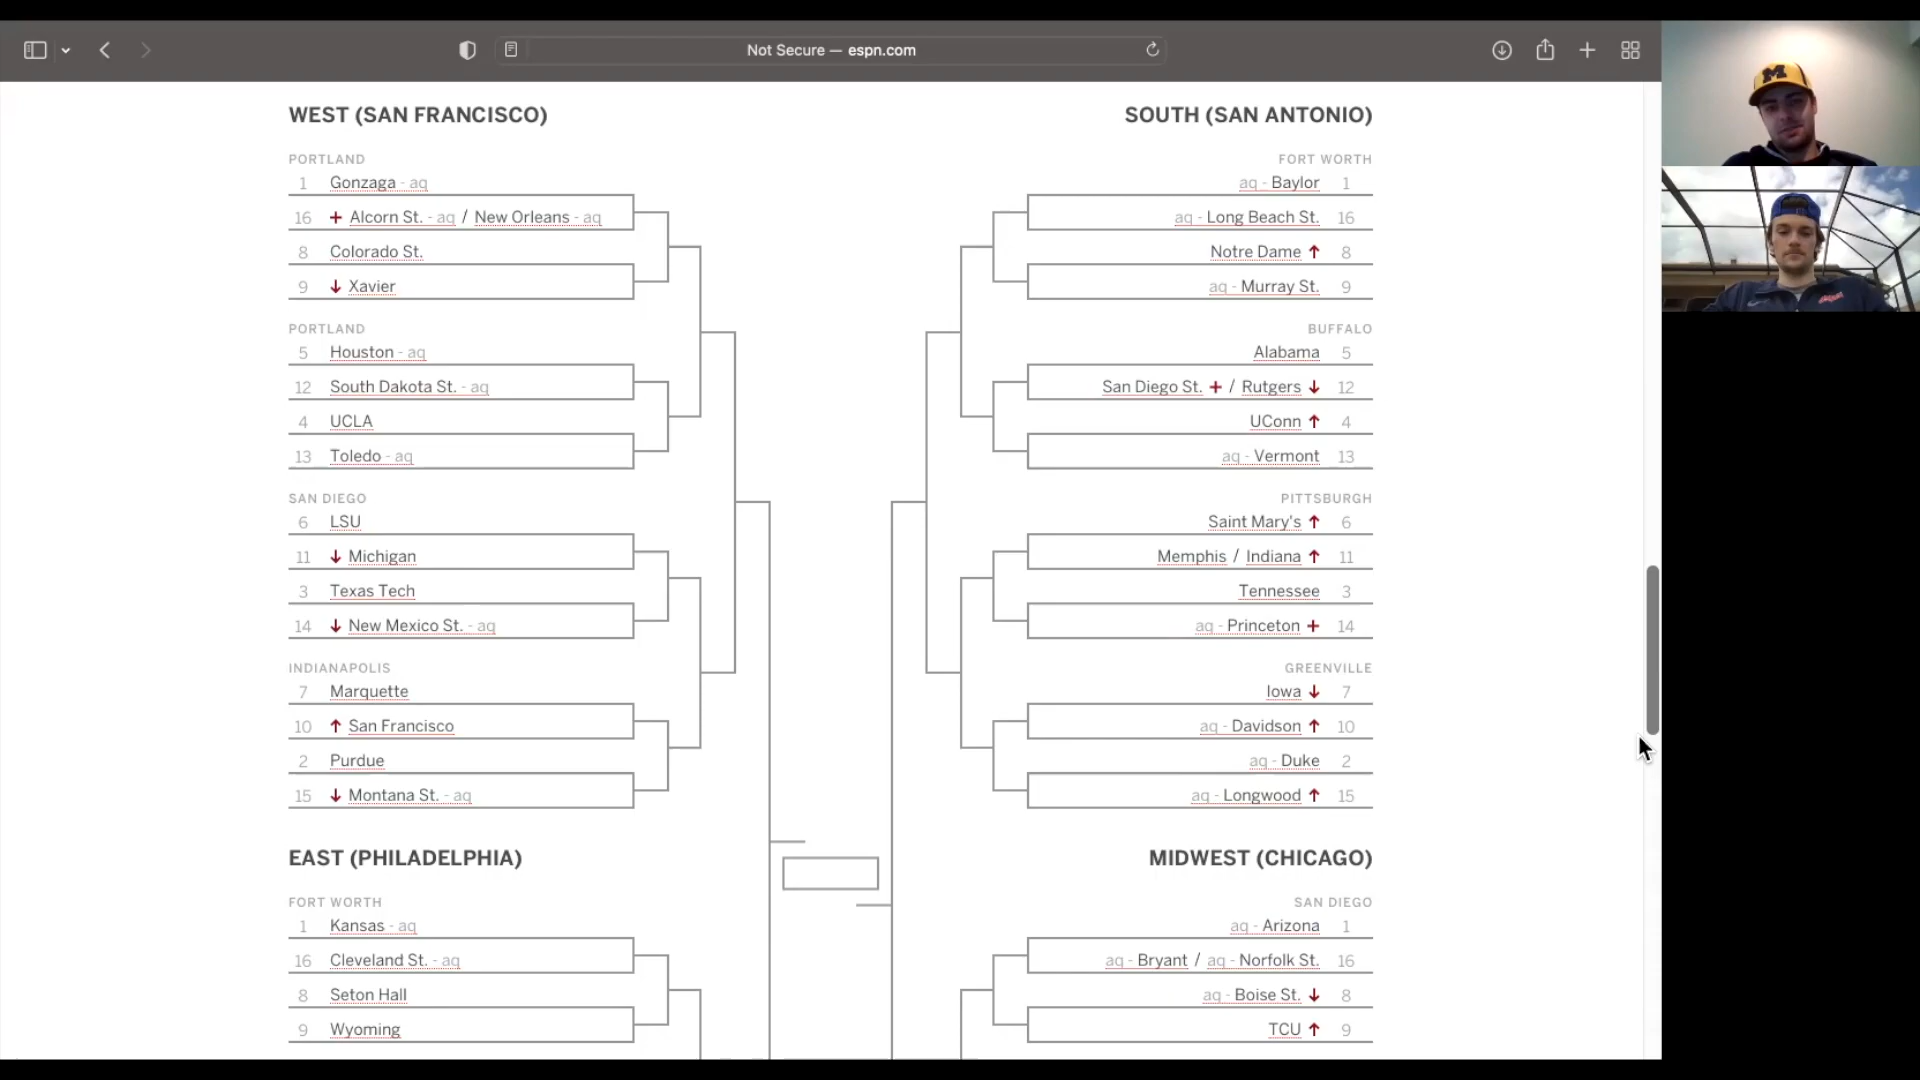 Not Secure — espn.com
M
WEST (SAN FRANCISCO)
PORTLAND
1 Gonzaga - aq
16 + Alcorn St. - aq / New Orleans - aq
8 Colorado St.
9 ↓ Xavier
PORTLAND
5 Houston - aq
12 South Dakota St. - aq
4 UCLA
13 Toledo - aq
SAN DIEGO
6 LSU
11 ↓ Michigan
3 Texas Tech
14 ↓ New Mexico St. - aq
INDIANAPOLIS
7 Marquette
10 ↑ San Francisco
2 Purdue
15 ↓ Montana St. - aq
SOUTH (SAN ANTONIO)
FORT WORTH
aq - Baylor 1
aq - Long Beach St. 16
Notre Dame ↑ 8
aq - Murray St. 9
BUFFALO
Alabama 5
San Diego St. + / Rutgers ↓ 12
UConn ↑ 4
aq - Vermont 13
PITTSBURGH
Saint Mary's ↑ 6
Memphis / Indiana ↑ 11
Tennessee 3
aq - Princeton + 14
GREENVILLE
Iowa ↓ 7
aq - Davidson ↑ 10
aq - Duke 2
aq - Longwood ↑ 15
EAST (PHILADELPHIA)
FORT WORTH
1 Kansas - aq
16 Cleveland St. - aq
8 Seton Hall
9 Wyoming
MIDWEST (CHICAGO)
SAN DIEGO
aq - Arizona 1
aq - Bryant / aq - Norfolk St. 16
aq - Boise St. ↓ 8
TCU ↑ 9